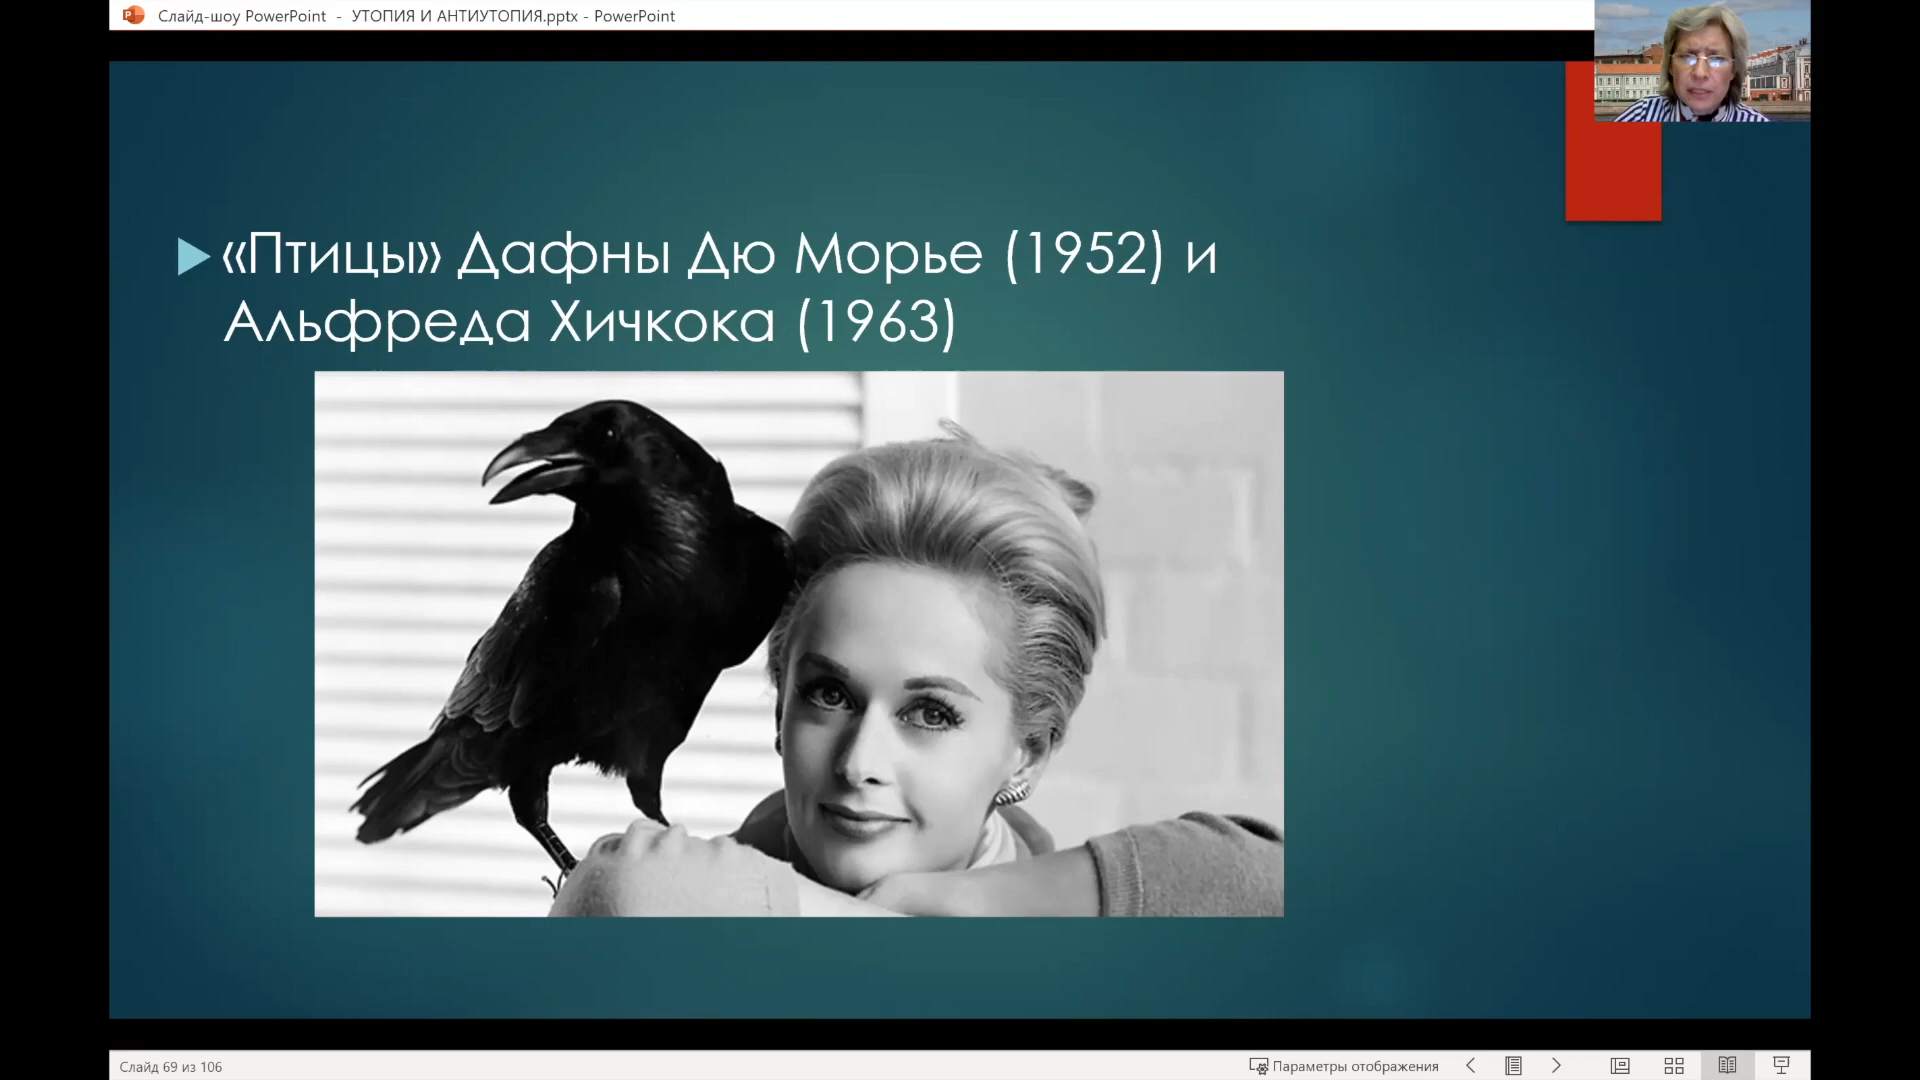 Слайд-шоу PowerPoint - УТОПИЯ И АНТИУТОПИЯ.pptx - PowerPoint
«Птицы» Дафны Дю Морье (1952) и
Альфреда Хичкока (1963)
Слайд 69 из 106
Параметры отображения